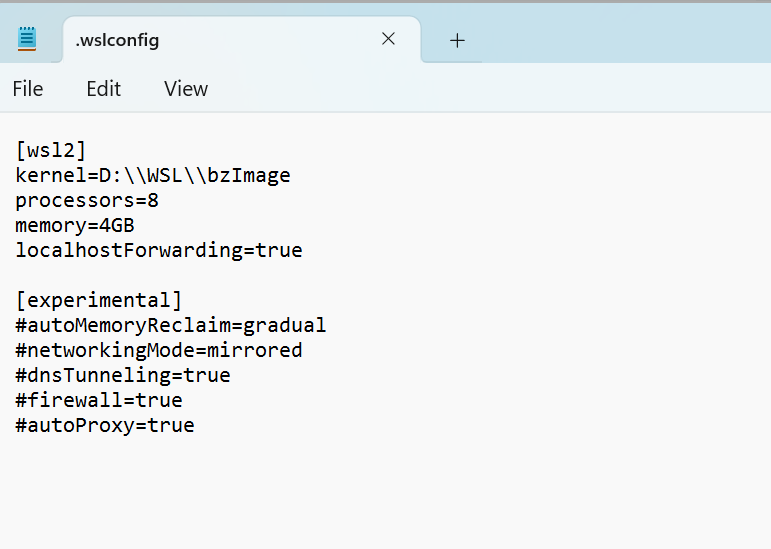 .wslconfig
File Edit View
[wsl2]
kernel=D:\\WSL\\bzImage
processors=8
memory=4GB
localhostForwarding=true
[experimental]
#autoMemoryReclaim=gradual
#networkingMode=mirrored
#dnsTunneling=true
#firewall=true
#autoProxy=true